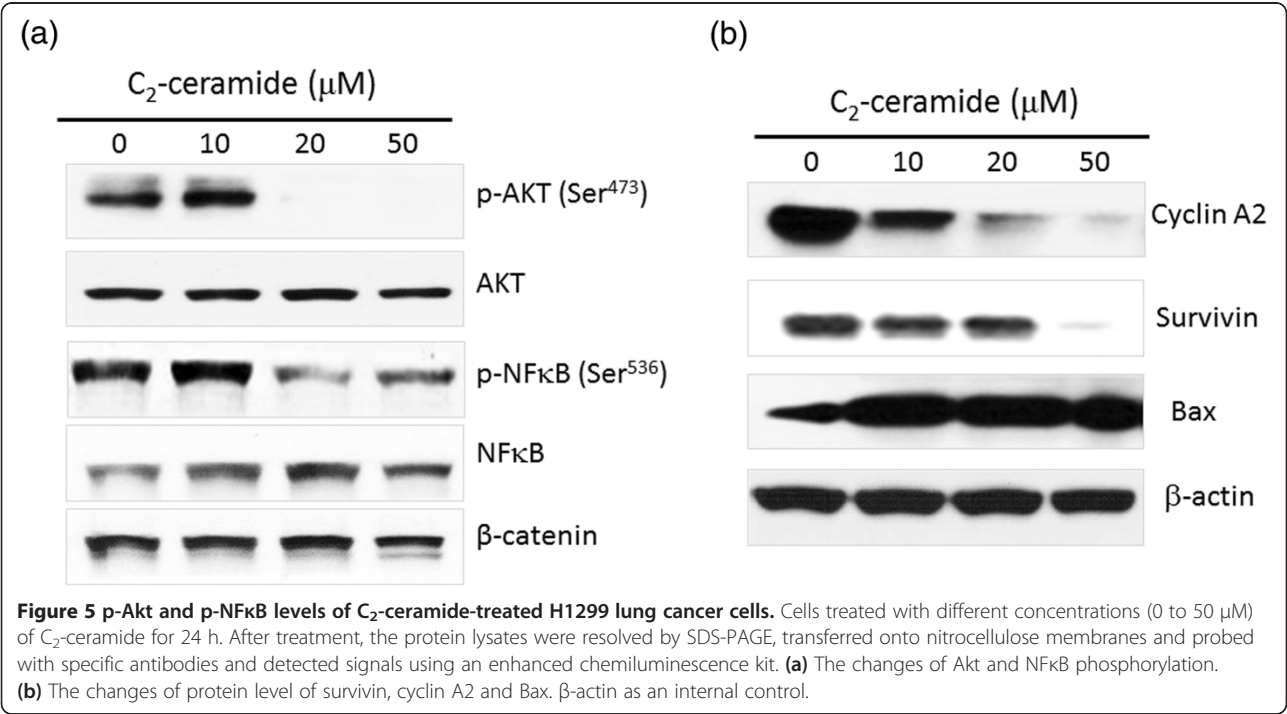 (a)
C₂-ceramide (μM)
0 10 20 50
p-AKT (Ser⁴⁷³)
AKT
p-NFκB (Ser⁵³⁶)
NFκB
β-catenin
(b)
C₂-ceramide (μM)
0 10 20 50
Cyclin A2
Survivin
Bax
β-actin
Figure 5 p-Akt and p-NFκB levels of C₂-ceramide-treated H1299 lung cancer cells. Cells treated with different concentrations (0 to 50 μM)
of C₂-ceramide for 24 h. After treatment, the protein lysates were resolved by SDS-PAGE, transferred onto nitrocellulose membranes and probed
with specific antibodies and detected signals using an enhanced chemiluminescence kit. (a) The changes of Akt and NFκB phosphorylation.
(b) The changes of protein level of survivin, cyclin A2 and Bax. β-actin as an internal control.